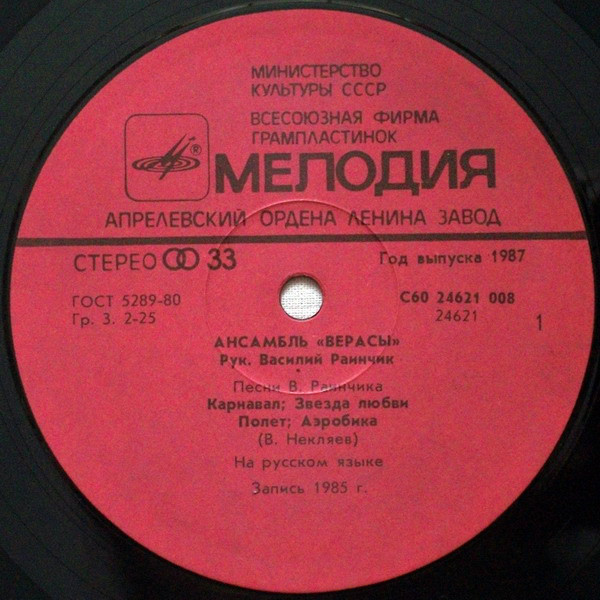 МИНИСТЕРСТВО
КУЛЬТУРЫ СССР
ВСЕСОЮЗНАЯ ФИРМА
ГРАМПЛАСТИНОК
МЕЛОДИЯ
АПРЕЛЕВСКИЙ ОРДЕНА ЛЕНИНА ЗАВОД
СТЕРЕО 33
Год выпуска 1987
ГОСТ 5289-80
Гр. 3. 2-25
С60 24621 008
24621
1
АНСАМБЛЬ «ВЕРАСЫ»
Рук. Василий Раинчик
Песни В. Раинчика
Карнавал; Звезда любви
Полет; Аэробика
(В. Некляев)
На русском языке
Запись 1985 г.